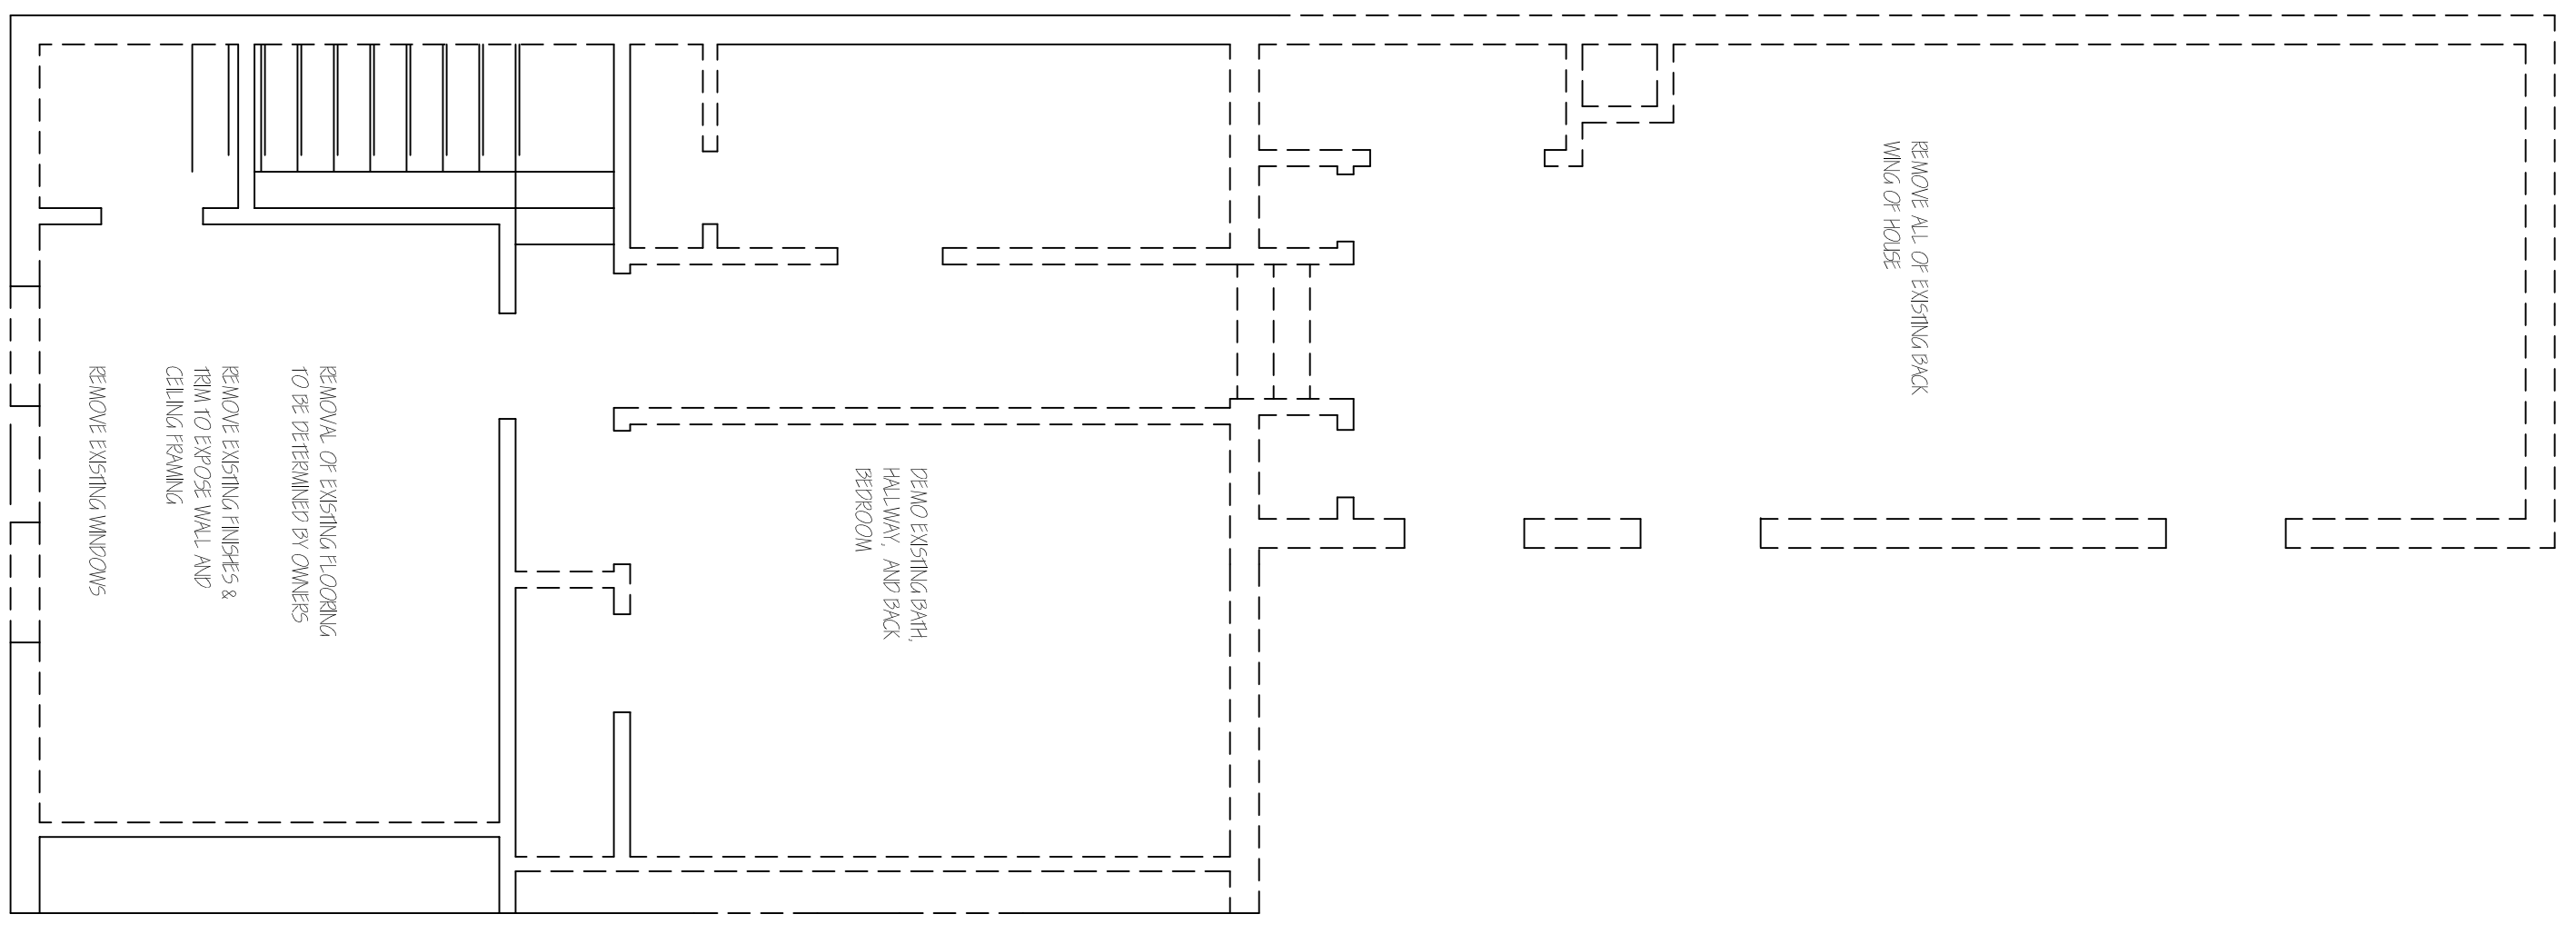 REMOVE ALL OF EXISTING BACK
WING OF HOUSE
DEMO EXISTING BATH,
HALLWAY, AND BACK
BEDROOM
REMOVAL OF EXISTING FLOORING
TO BE DETERMINED BY OWNERS
REMOVE EXISTING FINISHES &
TRIM TO EXPOSE WALL AND
CEILING FRAMING
REMOVE EXISTING WINDOWS